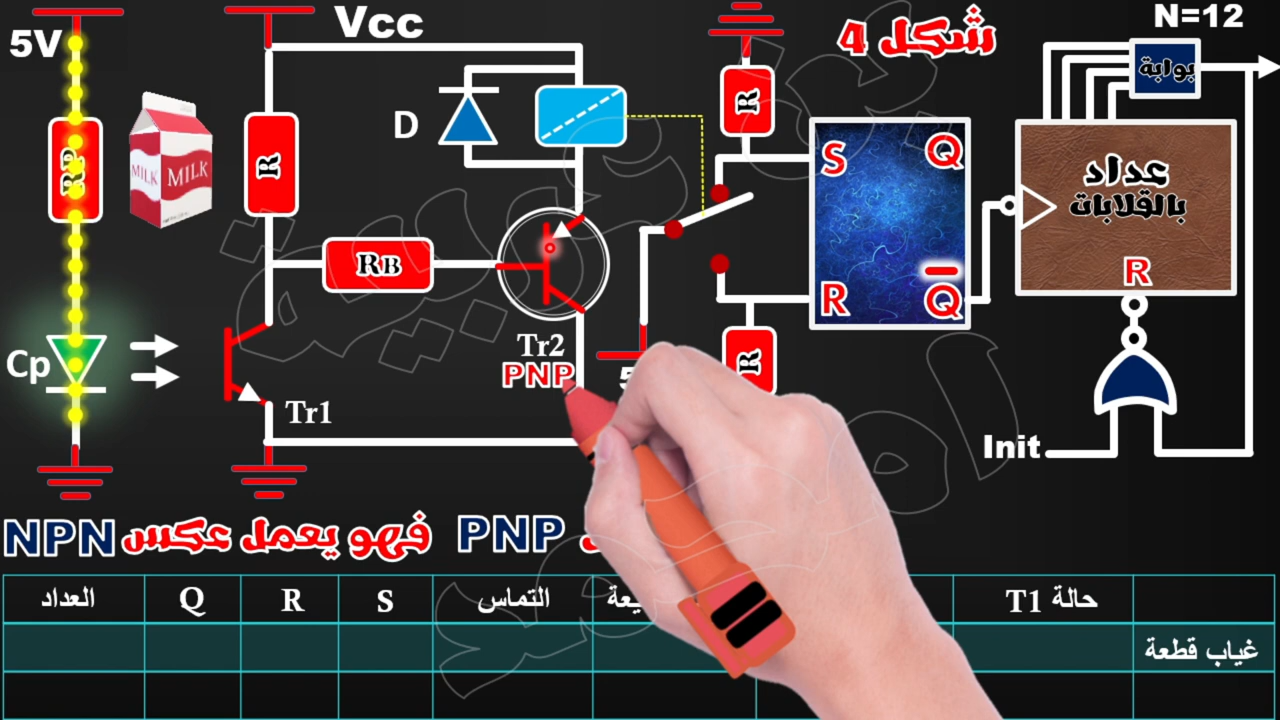 5V
Vcc
شكل 4
N=12
بوابة
RP
MILK
MILK
R
D
R
S
Q
عداد
بالقلابات
RB
R
Q
R
Tr2
PNP
5
R
Cp
Tr1
Init
PNP فهو يعمل عكس NPN
حالة T1
التماس
S
R
Q
العداد
غياب قطعة